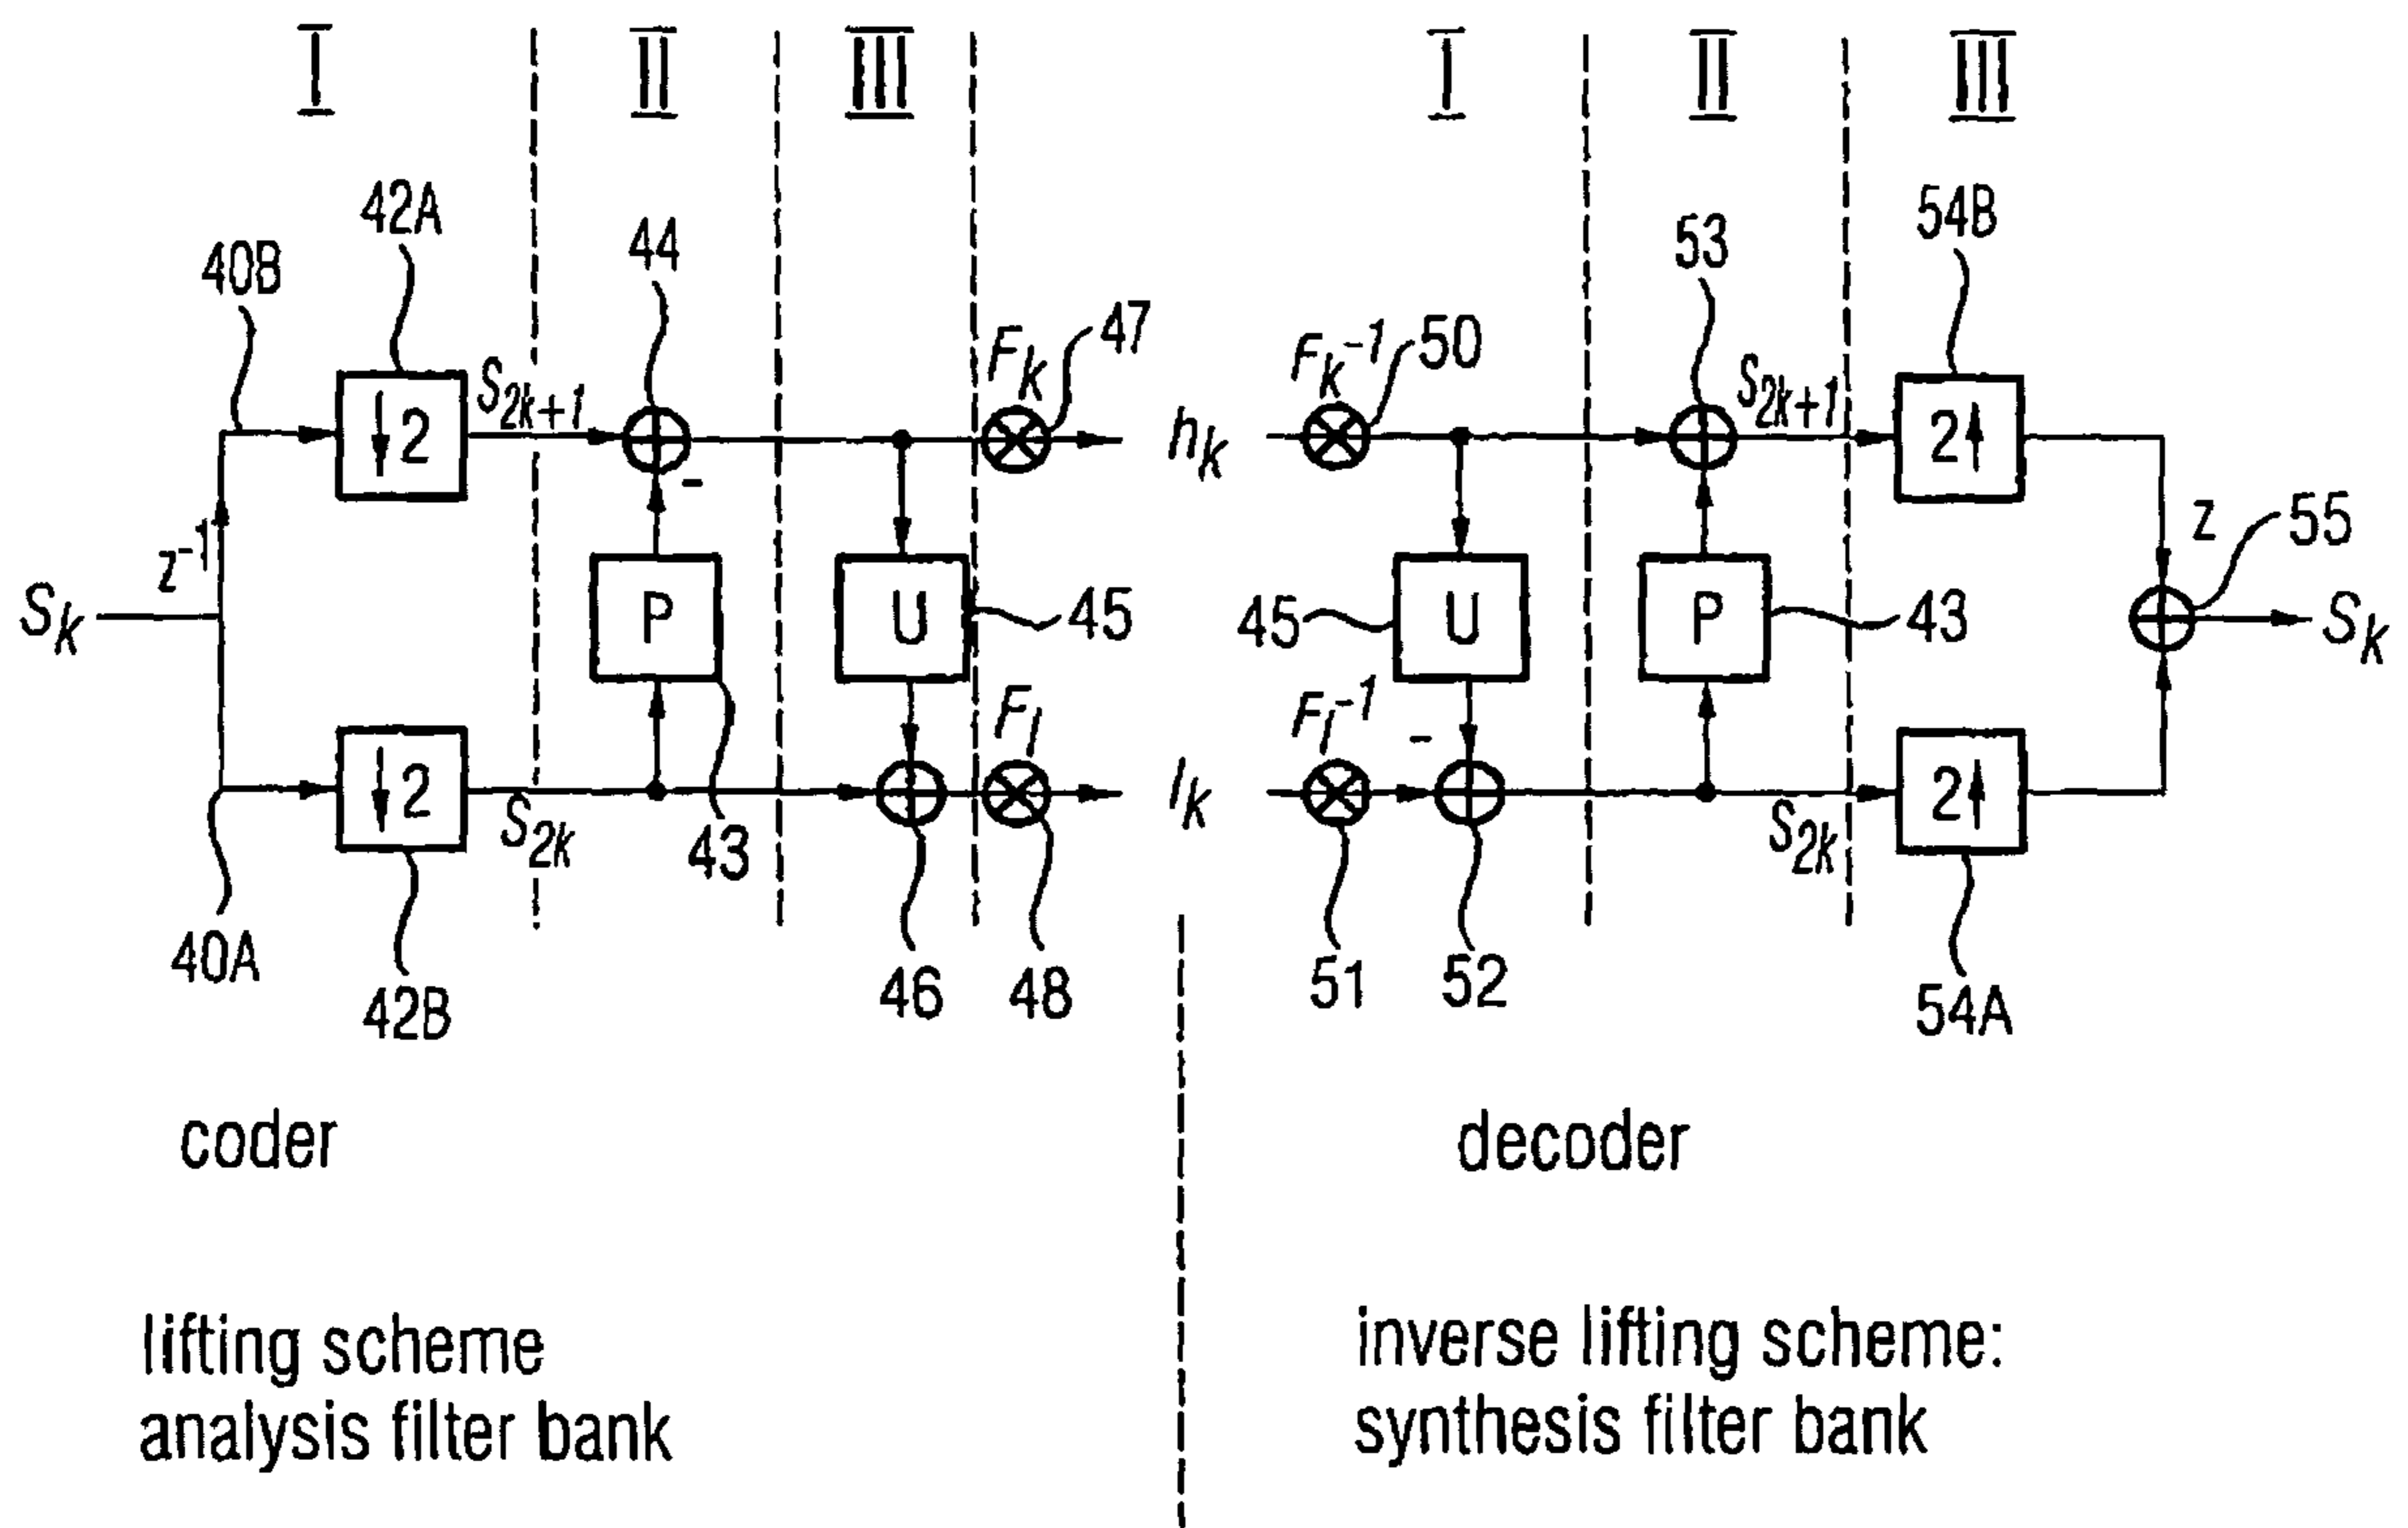 I II III I II III
42A 54B
40B 44 53
F_k 47 F_k^-1 50
S_2k+1 S_2k+1
↓2 h_k 2↑
-
z^-1 z 55
S_k P U 45 45 U P 43 S_k
F_l F_l^-1 -
↓2 l_k 2↑
S_2k 43 S_2k
40A 42B 46 48 51 52 54A
coder decoder
lifting scheme
analysis filter bank
inverse lifting scheme:
synthesis filter bank